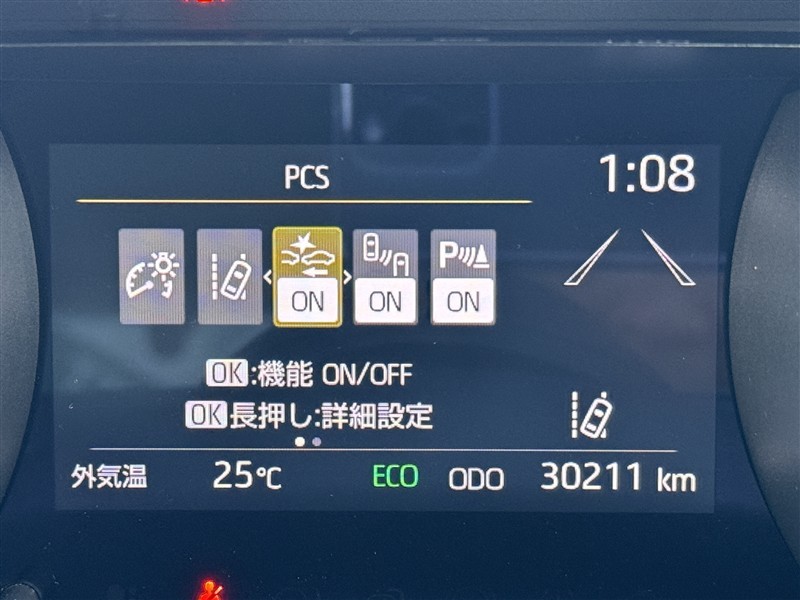 PCS
1:08
ON ON P ON
OK:機能 ON/OFF
OK長押し:詳細設定
外気温 25℃ ECO ODO 30211 km